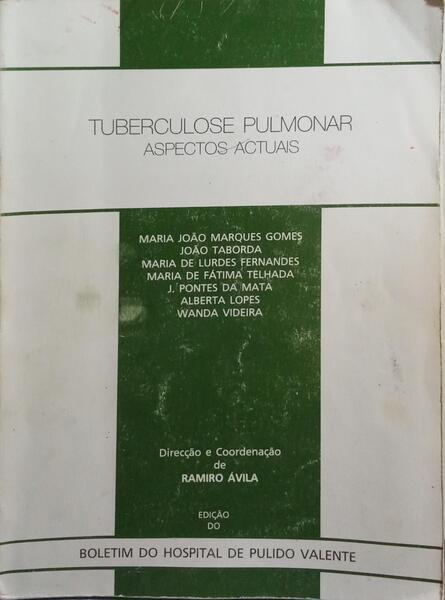 TUBERCULOSE PULMONAR
ASPECTOS ACTUAIS
MARIA JOÃO MARQUES GOMES
JOÃO TABORDA
MARIA DE LURDES FERNANDES
MARIA DE FÁTIMA TELHADA
J. PONTES DA MATA
ALBERTA LOPES
WANDA VIDEIRA
Direcção e Coordenação
de
RAMIRO ÁVILA
EDIÇÃO
DO
BOLETIM DO HOSPITAL DE PULIDO VALENTE